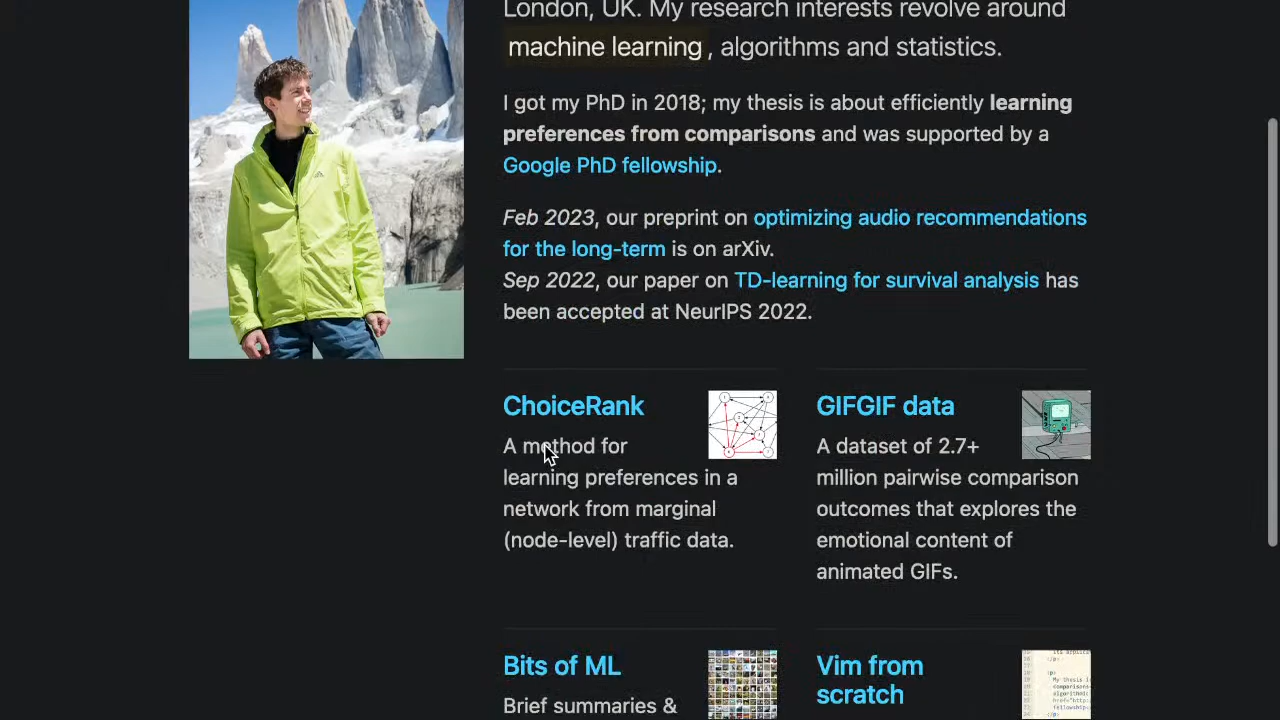 London, UK. My research interests revolve around
machine learning, algorithms and statistics.
I got my PhD in 2018; my thesis is about efficiently learning
preferences from comparisons and was supported by a
Google PhD fellowship.
Feb 2023, our preprint on optimizing audio recommendations
for the long-term is on arXiv.
Sep 2022, our paper on TD-learning for survival analysis has
been accepted at NeurIPS 2022.
ChoiceRank
A method for
learning preferences in a
network from marginal
(node-level) traffic data.
GIFGIF data
A dataset of 2.7+
million pairwise comparison
outcomes that explores the
emotional content of
animated GIFs.
Bits of ML
Brief summaries &
Vim from
scratch